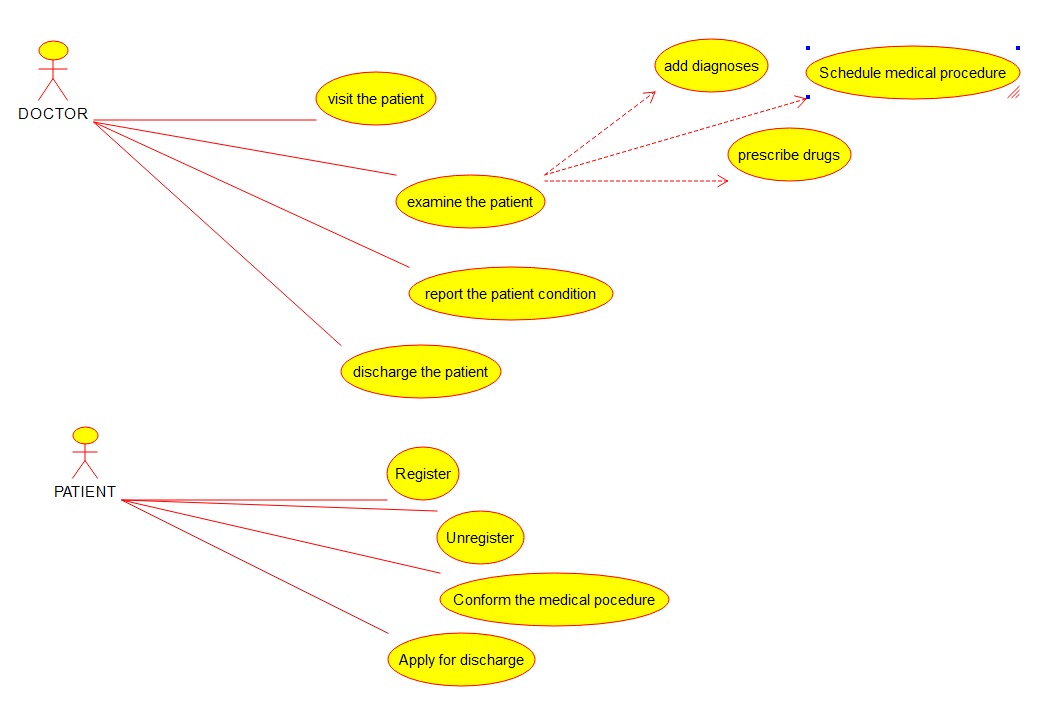 DOCTOR
visit the patient
add diagnoses
Schedule medical procedure
prescribe drugs
examine the patient
report the patient condition
discharge the patient
PATIENT
Register
Unregister
Conform the medical pocedure
Apply for discharge